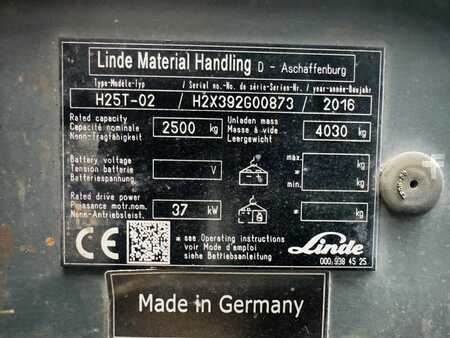 Linde Material Handling D - Aschaffenburg
Type-Modèle-Typ / Serial no.-No. de série-Serien-Nr. / year-année-Baujahr
H25T-02 / H2X392G00873 / 2016
Rated capacity
Capacité nominale 2500 kg
Nenn-Tragfähigkeit
Unladen mass
Masse à vide 4030 kg
Leergewicht
Battery voltage
Tension batterie V
Batteriespannung
max. kg
*
min. kg
Rated drive power
Puissance motr.nom. 37 kW
Nenn-Antriebsleist.
* kg
CE
* see Operating instructions
voir Mode d'emploi
siehe Betriebsanleitung
Linde
000 938 45 25
Made in Germany